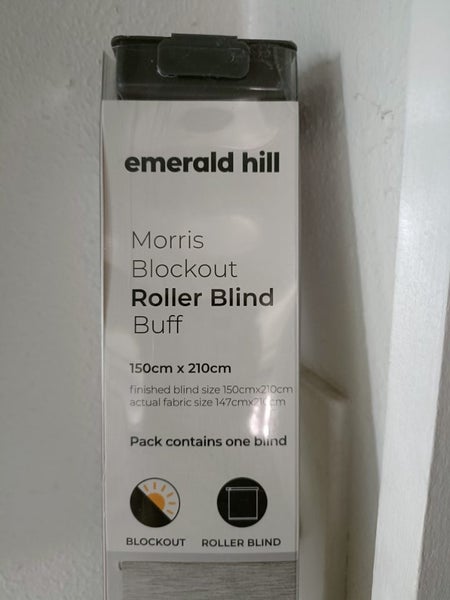 emerald hill
Morris
Blockout
Roller Blind
Buff
150cm x 210cm
finished blind size 150cmx210cm
actual fabric size 147cmx210cm
Pack contains one blind
BLOCKOUT ROLLER BLIND